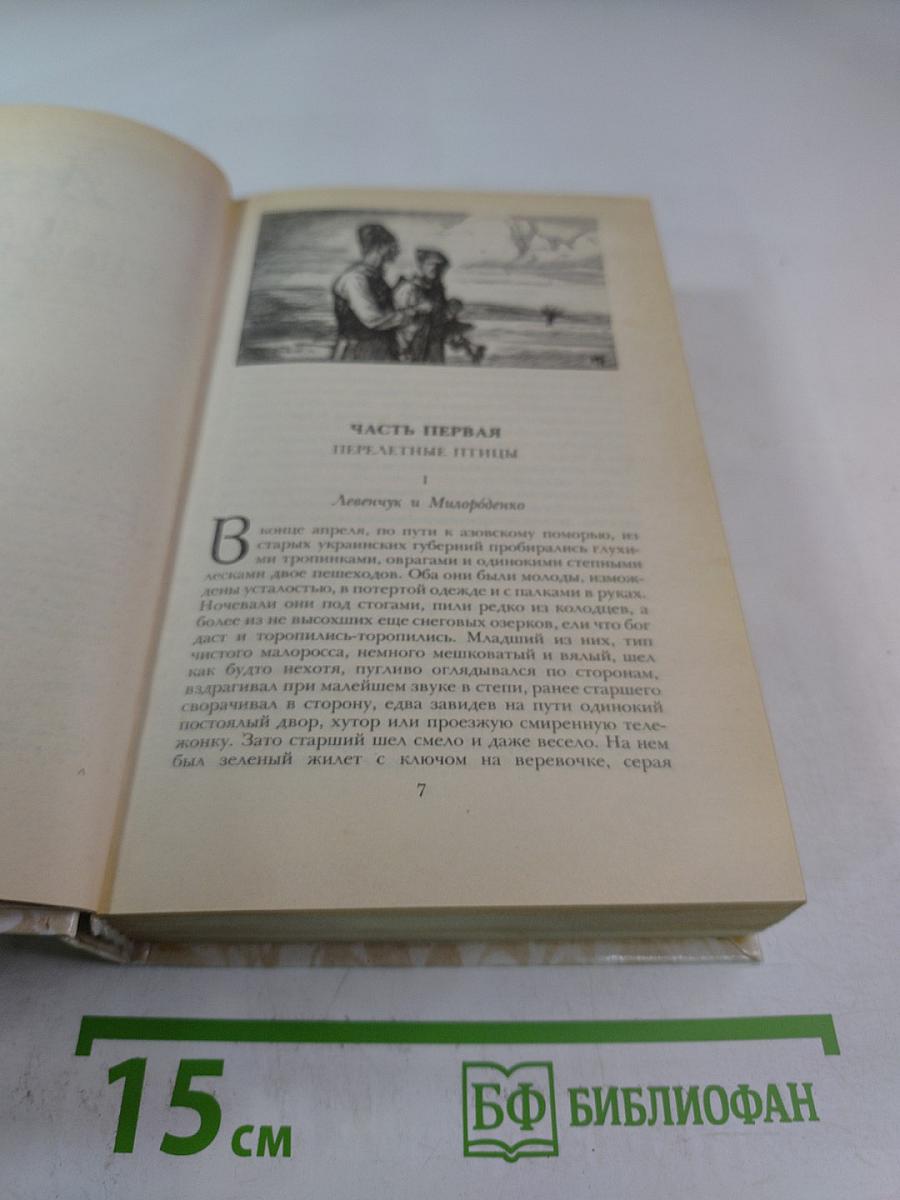 ЧАСТЬ ПЕРВАЯ
ПЕРЕЛЕТНЫЕ ПТИЦЫ
I
Левенчук и Милоро́денко
В конце апреля, по пути к азовскому поморью, из
старых украинских губерний пробирались глухи-
ми тропинками, оврагами и одинокими степными
лесками двое пешеходов. Оба они были молоды, измож-
дены усталостью, в потертой одежде и с палками в руках.
Ночевали они под стогами, пили редко из колодцев, а
более из не высохших еще снеговых озерков, ели что бог
даст и торопились-торопились. Младший из них, тип
чистого малоросса, немного мешковатый и вялый, шел
как будто нехотя, пугливо оглядывался по сторонам,
вздрагивал при малейшем звуке в степи, ранее старшего
сворачивал в сторону, едва завидев на пути одинокий
постоялый двор, хутор или проезжую смиренную теле-
жонку. Зато старший шел смело и даже весело. На нем
был зеленый жилет с ключом на веревочке, серая
7
15 см
БФ БИБЛИОФАН